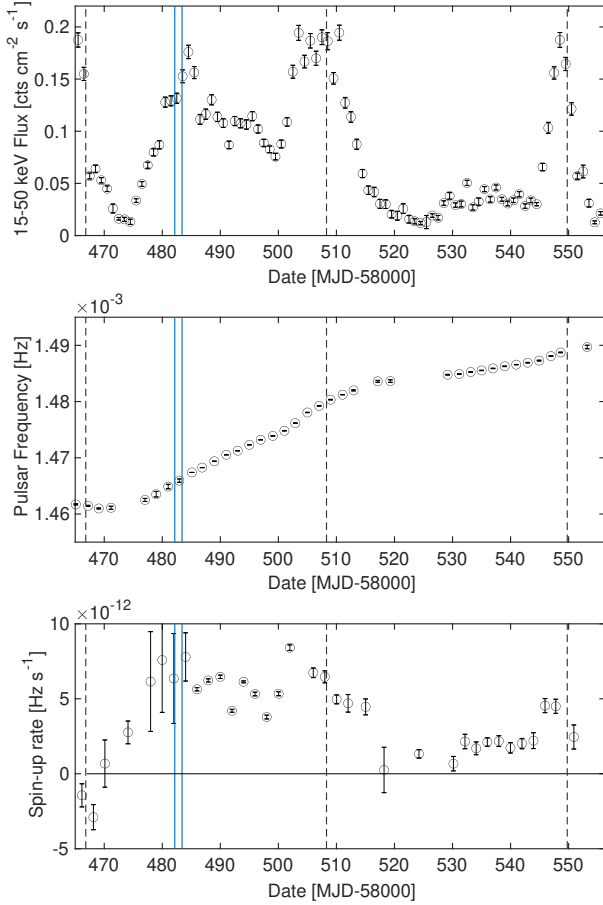 0.2
0.15
0.1
0.05
0
15-50 keV Flux [cts cm⁻² s⁻¹]
470 480 490 500 510 520 530 540 550
Date [MJD-58000]
×10⁻³
1.49
1.48
1.47
1.46
Pulsar Frequency [Hz]
470 480 490 500 510 520 530 540 550
Date [MJD-58000]
×10⁻¹²
10
5
0
-5
Spin-up rate [Hz s⁻¹]
470 480 490 500 510 520 530 540 550
Date [MJD-58000]